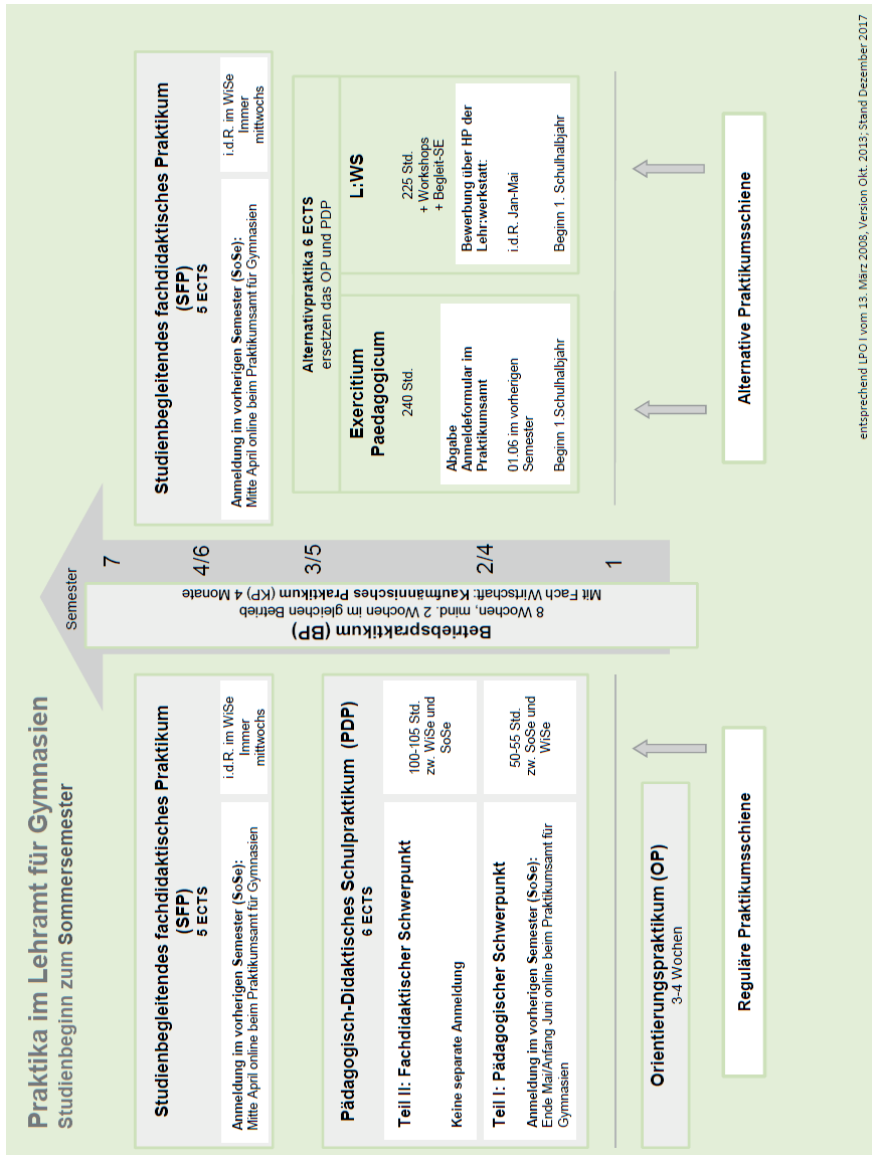 Praktika im Lehramt für Gymnasien
Studienbeginn zum Sommersemester
Studienbegleitendes fachdidaktisches Praktikum
(SFP)
5 ECTS
Anmeldung im vorherigen Semester (SoSe):
Mitte April online beim Praktikumsamt für Gymnasien
i.d.R. im WiSe
Immer
mittwochs
Pädagogisch-Didaktisches Schulpraktikum (PDP)
6 ECTS
Teil II: Fachdidaktischer Schwerpunkt
Keine separate Anmeldung
100-105 Std.
zw. WiSe und
SoSe
Teil I: Pädagogischer Schwerpunkt
Anmeldung im vorherigen Semester (SoSe):
Ende Mai/Anfang Juni online beim Praktikumsamt für
Gymnasien
50-55 Std.
zw. SoSe und
WiSe
Orientierungspraktikum (OP)
3-4 Wochen
Reguläre Praktikumsschiene
Semester
7
4/6
3/5
2/4
1
Betriebspraktikum (BP)
8 Wochen, mind. 2 Wochen im gleichen Betrieb
Mit Fach Wirtschaft: Kaufmännisches Praktikum (KP) 4 Monate
Studienbegleitendes fachdidaktisches Praktikum
(SFP)
5 ECTS
Anmeldung im vorherigen Semester (SoSe):
Mitte April online beim Praktikumsamt für Gymnasien
i.d.R. im WiSe
Immer
mittwochs
Alternativpraktika 6 ECTS
ersetzen das OP und PDP
Exercitium
Paedagogicum
240 Std.
Abgabe
Anmeldeformular im
Praktikumsamt
01.06 im vorherigen
Semester
Beginn 1.Schulhalbjahr
L:WS
225 Std.
+ Workshops
+ Begleit-SE
Bewerbung über HP der
Lehr:werkstatt:
i.d.R. Jan-Mai
Beginn 1. Schulhalbjahr
Alternative Praktikumsschiene
entsprechend LPO I vom 13. März 2008, Version Okt. 2013; Stand Dezember 2017